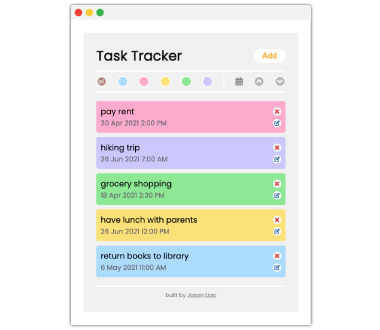 Task Tracker
Add
all
pay rent
30 Apr 2021 2:00 PM
hiking trip
26 Jun 2021 7:00 AM
grocery shopping
18 Apr 2021 2:30 PM
have lunch with parents
26 Jun 2021 12:00 PM
return books to library
6 May 2021 11:00 AM
built by Jason Liao